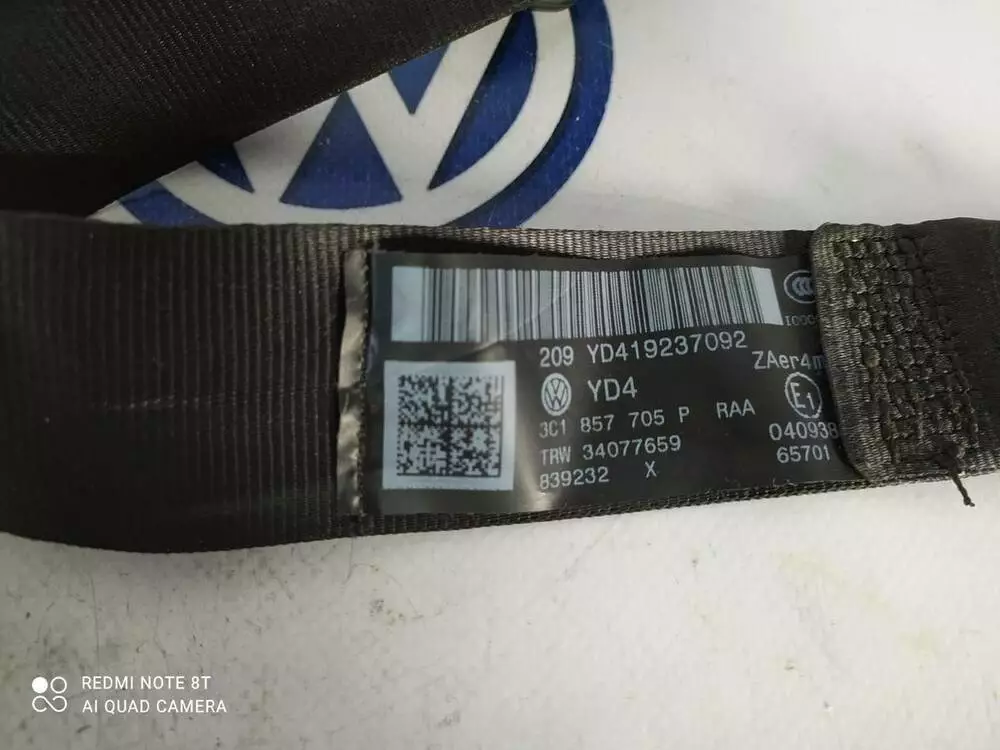 209 YD419237092
ZAer4m
YD4
3C1 857 705 P RAA
E1
TRW 34077659
040938
839232 X
65701
REDMI NOTE 8T
AI QUAD CAMERA